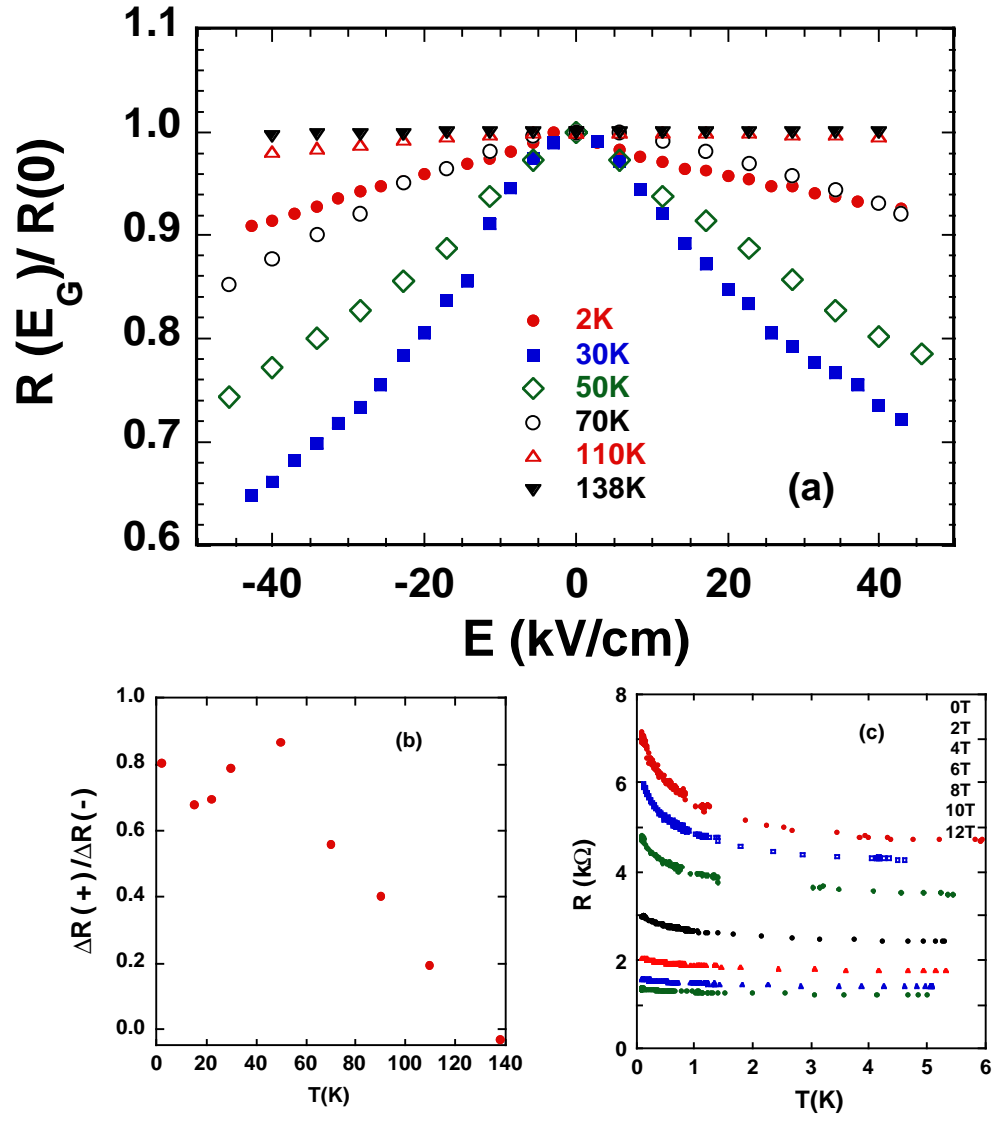 1.1
1.0
0.9
0.8
0.7
0.6
R (E_G)/ R(0)
2K
30K
50K
70K
110K
138K
(a)
-40 -20 0 20 40
E (kV/cm)
1.0
0.8
0.6
0.4
0.2
0.0
ΔR(+)/ΔR(-)
(b)
0 20 40 60 80 100 120 140
T(K)
8
6
4
2
0
R (kΩ)
(c)
0T
2T
4T
6T
8T
10T
12T
0 1 2 3 4 5 6
T(K)